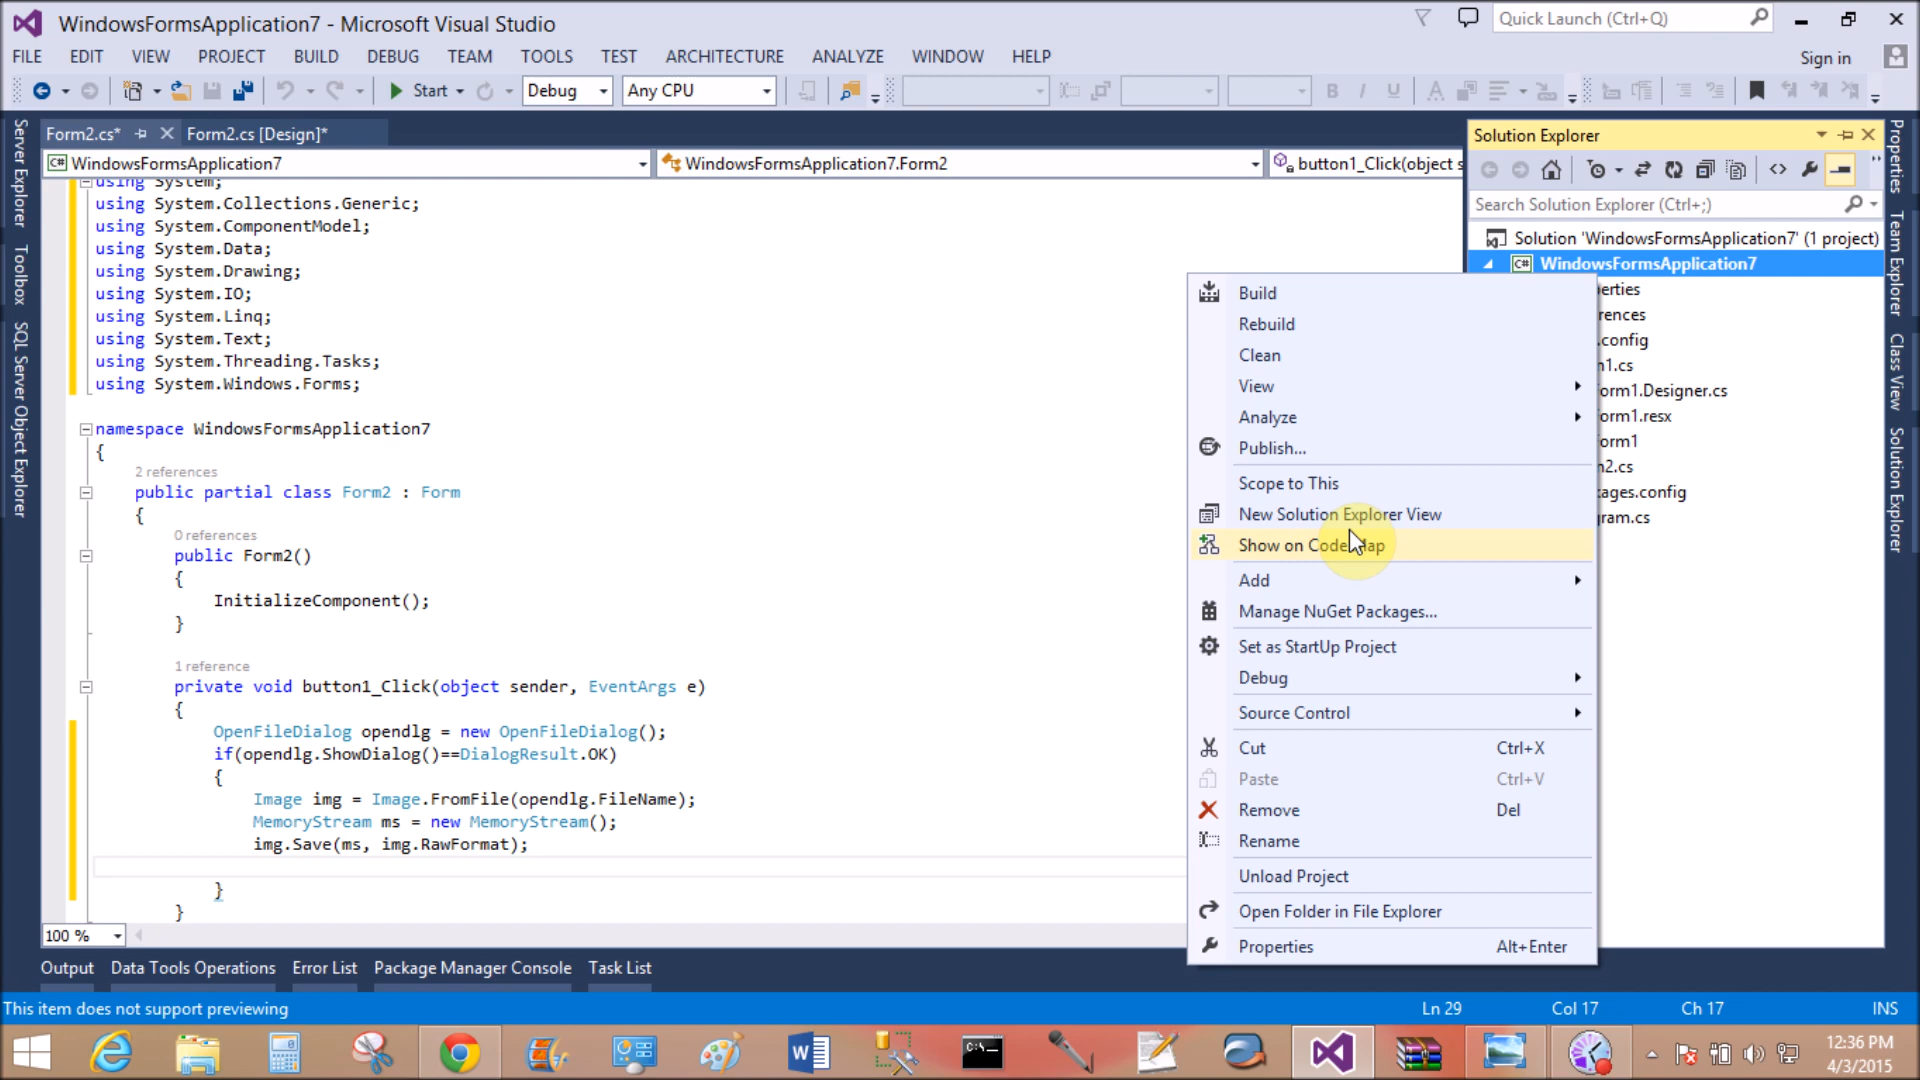 WindowsFormsApplication7 - Microsoft Visual Studio
Quick Launch (Ctrl+Q)
FILE EDIT VIEW PROJECT BUILD DEBUG TEAM TOOLS TEST ARCHITECTURE ANALYZE WINDOW HELP
Sign in
Start Debug Any CPU
Form2.cs* Form2.cs [Design]*
WindowsFormsApplication7 WindowsFormsApplication7.Form2 button1_Click(object s
Server Explorer
Toolbox
SQL Server Object Explorer
using System;
using System.Collections.Generic;
using System.ComponentModel;
using System.Data;
using System.Drawing;
using System.IO;
using System.Linq;
using System.Text;
using System.Threading.Tasks;
using System.Windows.Forms;
namespace WindowsFormsApplication7
{
2 references
public partial class Form2 : Form
{
0 references
public Form2()
{
InitializeComponent();
}
1 reference
private void button1_Click(object sender, EventArgs e)
{
OpenFileDialog opendlg = new OpenFileDialog();
if(opendlg.ShowDialog()==DialogResult.OK)
{
Image img = Image.FromFile(opendlg.FileName);
MemoryStream ms = new MemoryStream();
img.Save(ms, img.RawFormat);
}
}
100 %
Solution Explorer
Search Solution Explorer (Ctrl+;)
Solution 'WindowsFormsApplication7' (1 project)
WindowsFormsApplication7
erties
rences
.config
n1.cs
orm1.Designer.cs
orm1.resx
orm1
n2.cs
kages.config
gram.cs
Build
Rebuild
Clean
View
Analyze
Publish...
Scope to This
New Solution Explorer View
Show on Code Map
Add
Manage NuGet Packages...
Set as StartUp Project
Debug
Source Control
Cut Ctrl+X
Paste Ctrl+V
Remove Del
Rename
Unload Project
Open Folder in File Explorer
Properties Alt+Enter
Properties
Team Explorer
Class View
Solution Explorer
Output Data Tools Operations Error List Package Manager Console Task List
This item does not support previewing Ln 29 Col 17 Ch 17 INS
12:36 PM
4/3/2015